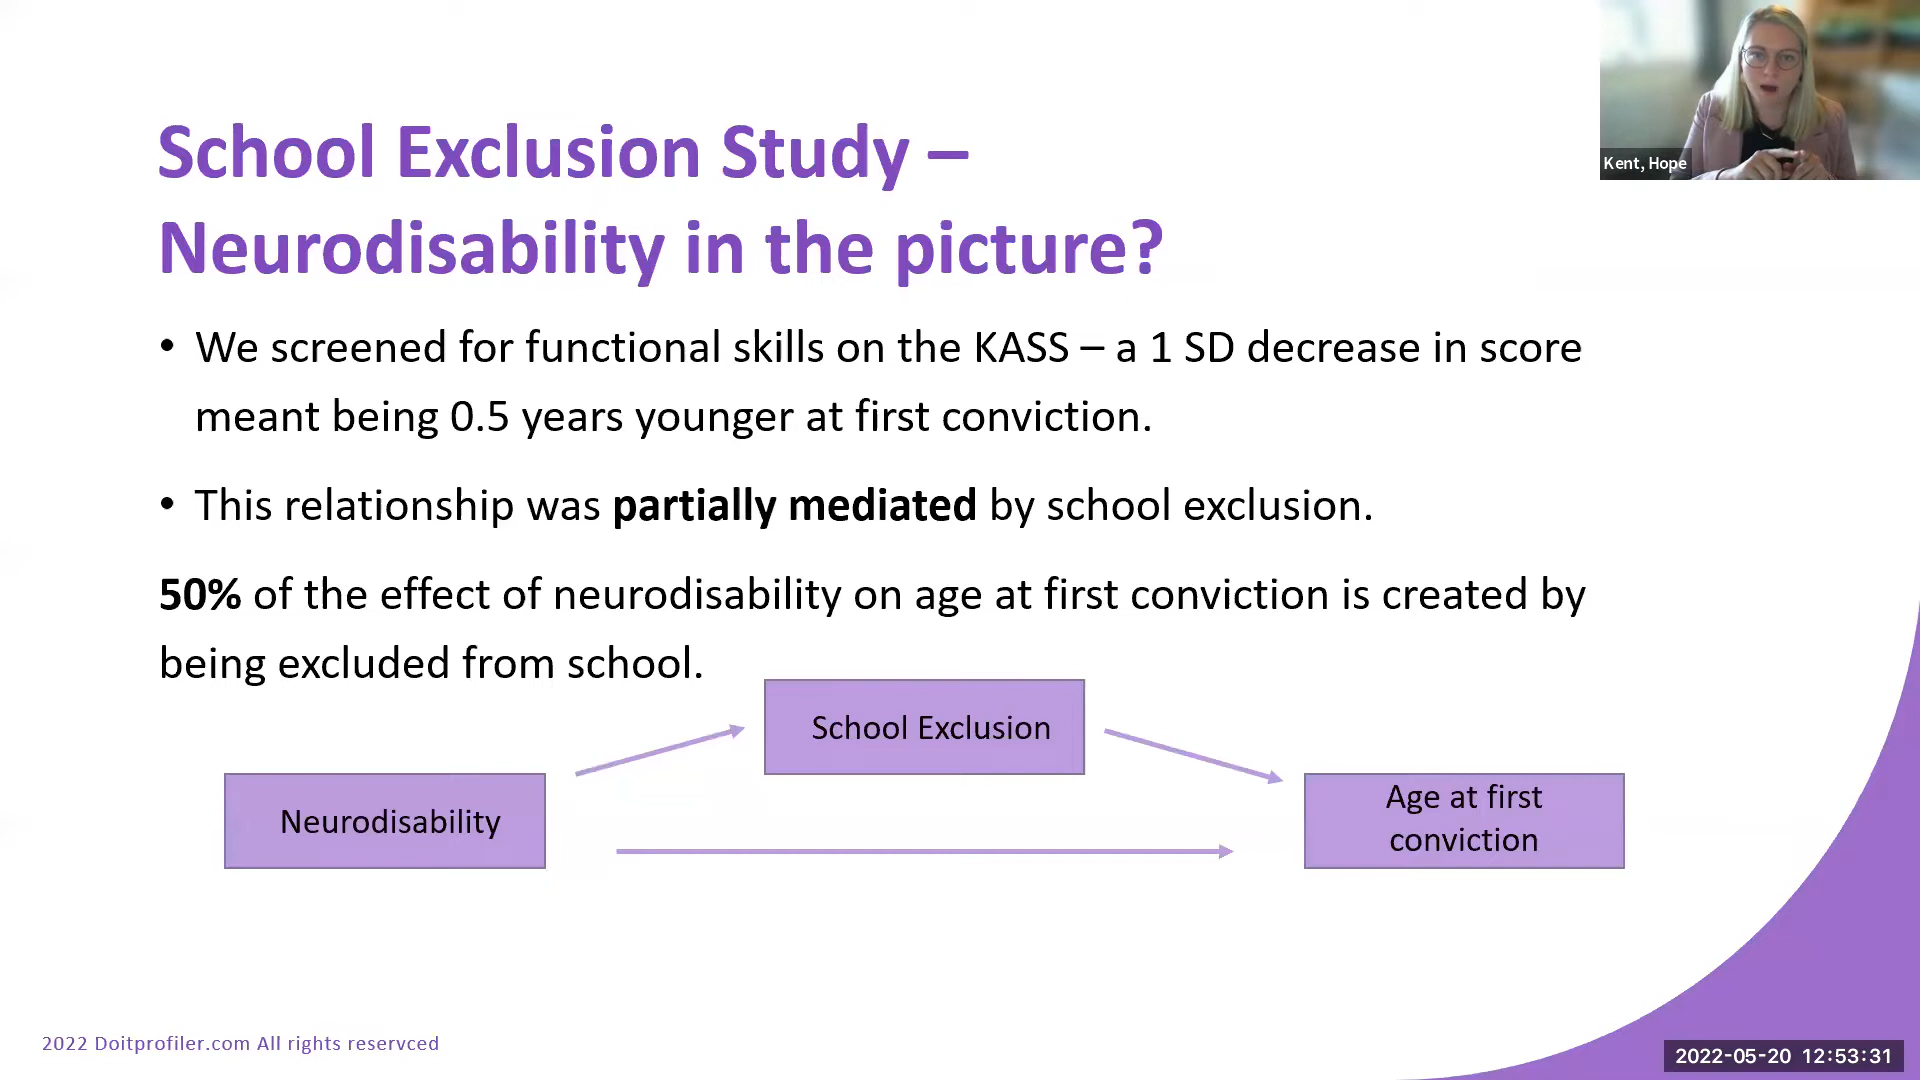 School Exclusion Study –
Neurodisability in the picture?
Kent, Hope
• We screened for functional skills on the KASS – a 1 SD decrease in score
meant being 0.5 years younger at first conviction.
• This relationship was partially mediated by school exclusion.
50% of the effect of neurodisability on age at first conviction is created by
being excluded from school.
School Exclusion
Neurodisability
Age at first
conviction
2022 Doitprofiler.com All rights reservced
2022-05-20 12:53:31